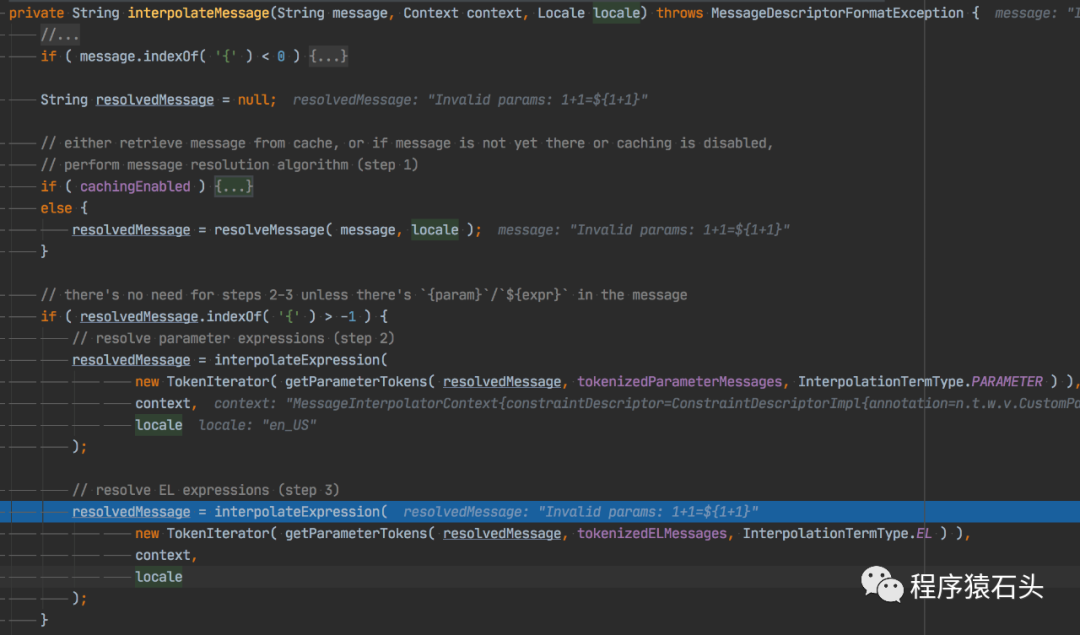 private String interpolateMessage(String message, Context context, Locale locale) throws MessageDescriptorFormatException {  message: "I
//...
if ( message.indexOf( '{' ) < 0 ) {...}
String resolvedMessage = null;  resolvedMessage: "Invalid params: 1+1=${1+1}"
// either retrieve message from cache, or if message is not yet there or caching is disabled,
// perform message resolution algorithm (step 1)
if ( cachingEnabled ) {...}
else {
resolvedMessage = resolveMessage( message, locale );  message: "Invalid params: 1+1=${1+1}"
}
// there's no need for steps 2-3 unless there's `{param}`/`${expr}` in the message
if ( resolvedMessage.indexOf( '{' ) > -1 ) {
// resolve parameter expressions (step 2)
resolvedMessage = interpolateExpression(
new TokenIterator( getParameterTokens( resolvedMessage, tokenizedParameterMessages, InterpolationTermType.PARAMETER ) ),
context,  context: "MessageInterpolatorContext{constraintDescriptor=ConstraintDescriptorImpl{annotation=n.t.w.v.CustomPa
locale  locale: "en_US"
);
// resolve EL expressions (step 3)
resolvedMessage = interpolateExpression(  resolvedMessage: "Invalid params: 1+1=${1+1}"
new TokenIterator( getParameterTokens( resolvedMessage, tokenizedELMessages, InterpolationTermType.EL ) ),
context,
locale
);
}
程序猿石头